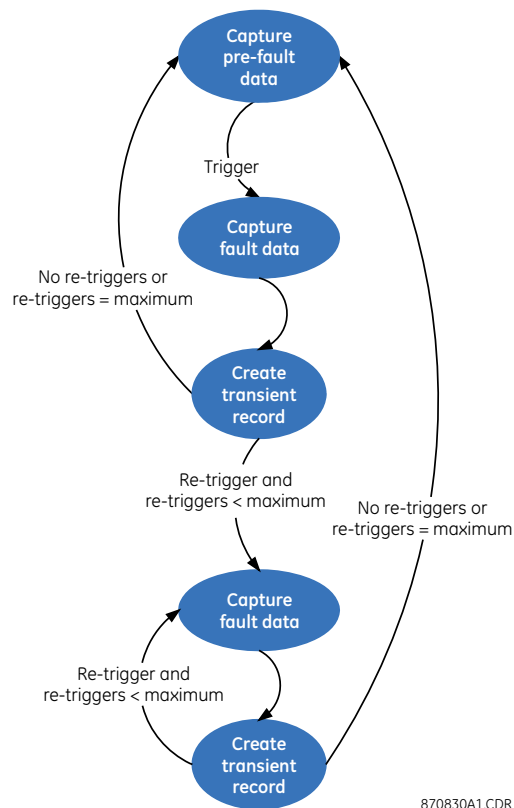 Capture
pre-fault
data
Trigger
Capture
fault data
No re-triggers or
re-triggers = maximum
Create
transient
record
Re-trigger and
re-triggers < maximum
No re-triggers or
re-triggers = maximum
Capture
fault data
Re-trigger and
re-triggers < maximum
Create
transient
record
870830A1.CDR